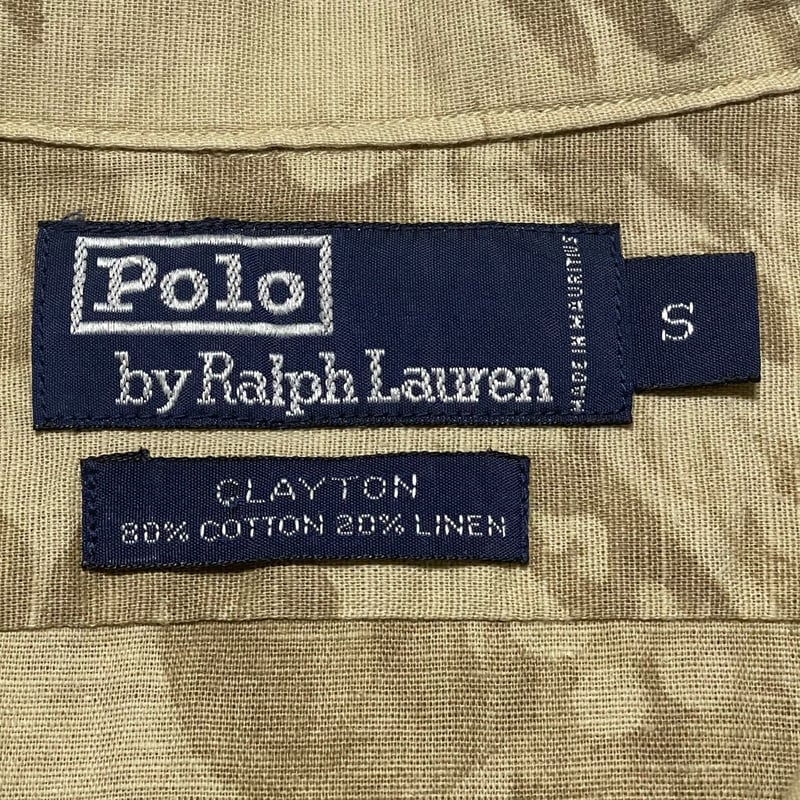 Polo
by Ralph Lauren
MADE IN MAURITIUS
S
CLAYTON
80% COTTON 20% LINEN